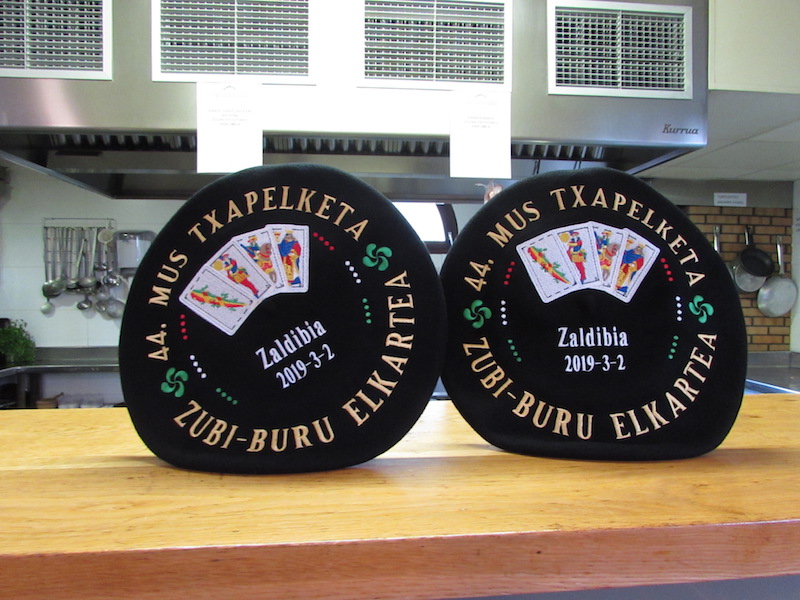 Kurrua
44. MUS TXAPELKETA
Zaldibia
2019-3-2
ZUBI-BURU ELKARTEA
44. MUS TXAPELKETA
Zaldibia
2019-3-2
ZUBI-BURU ELKARTEA